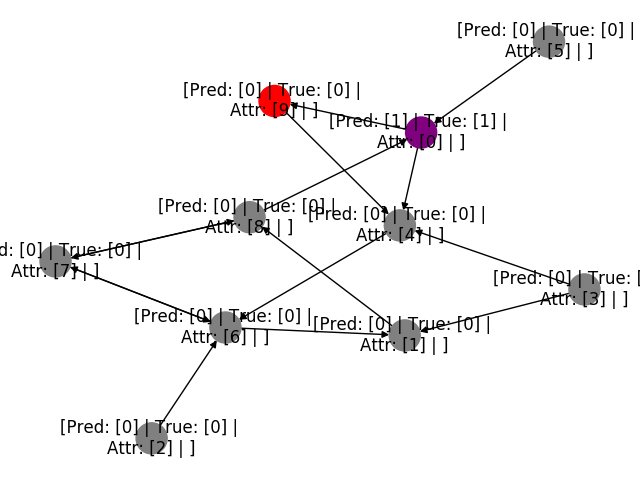 [Pred: [0] | True: [0] |
Attr: [5] | ]
[Pred: [0] | True: [0] |
Attr: [9] | ]
[Pred: [1] | True: [1] |
Attr: [0] | ]
[Pred: [0] | True: [0] |
Attr: [8] | ]
[Pred: [0] | True: [0] |
Attr: [4] | ]
d: [0] | True: [0] |
Attr: [7] | ]
[Pred: [0] | True: [
Attr: [3] | ]
[Pred: [0] | True: [0] |
Attr: [6] | ]
[Pred: [0] | True: [0] |
Attr: [1] | ]
[Pred: [0] | True: [0] |
Attr: [2] | ]